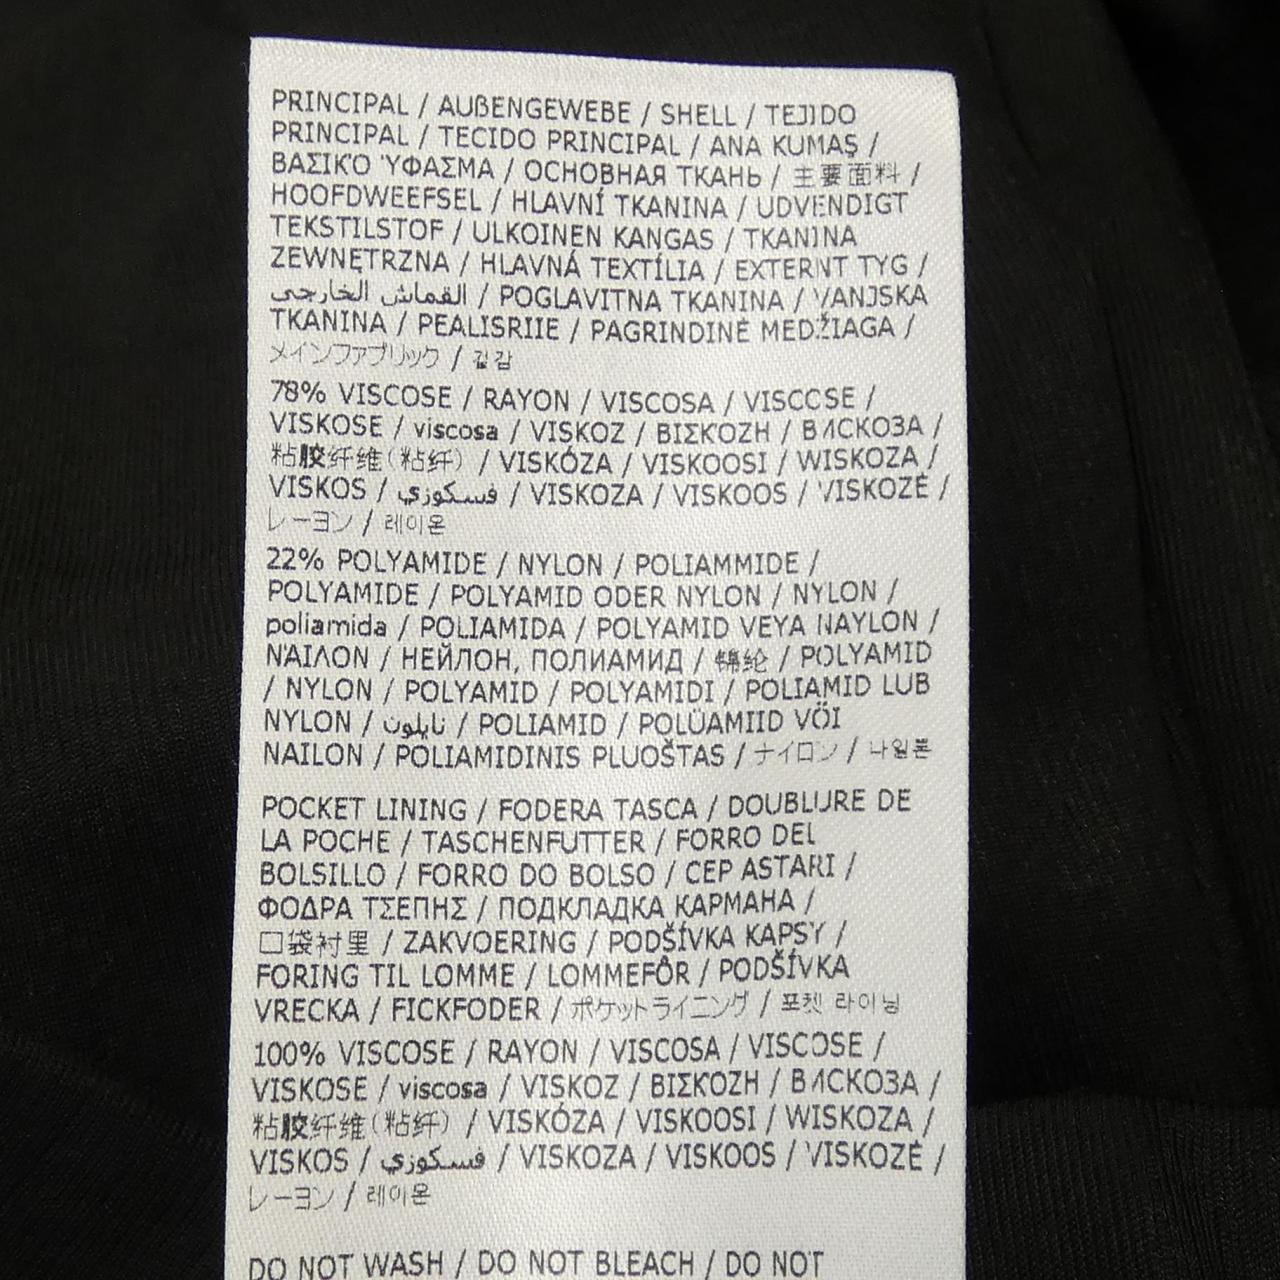 PRINCIPAL / AUßENGEWEBE / SHELL / TEJIDO
PRINCIPAL / TECIDO PRINCIPAL / ANA KUMAŞ /
ΒΑΣΙΚΌ ΎΦΑΣΜΑ / ОСНОВНАЯ ТКАНЬ / 主要面料 /
HOOFDWEEFSEL / HLAVNÍ TKANINA / UDVENDIGT
TEKSTILSTOF / ULKOINEN KANGAS / TKANINA
ZEWNĘTRZNA / HLAVNÁ TEXTÍLIA / EXTERNT TYG /
القماش الخارجي / POGLAVITNA TKANINA / VANJSKA
TKANINA / PEALISRIIE / PAGRINDINĖ MEDŽIAGA /
メインファブリック / 겉감
78% VISCOSE / RAYON / VISCOSA / VISCOSE /
VISKOSE / viscosa / VISKOZ / ΒΙΣΚΟΖΗ / ВИСКОЗА /
粘胶纤维(粘纤) / VISKÓZA / VISKOOSI / WISKOZA /
VISKOS / فسكوزي / VISKOZA / VISKOOS / VISKOZĖ /
レーヨン / 레이온
22% POLYAMIDE / NYLON / POLIAMMIDE /
POLYAMIDE / POLYAMID ODER NYLON / NYLON /
poliamida / POLIAMIDA / POLYAMID VEYA NAYLON /
ΝΆΙΛΟΝ / НЕЙЛОН, ПОЛИАМИД / 锦纶 / POLYAMID
/ NYLON / POLYAMID / POLYAMIDI / POLIAMID LUB
NYLON / نايلون / POLIAMID / POLÜAMIID VÕI
NAILON / POLIAMIDINIS PLUOŠTAS / ナイロン / 나일론
POCKET LINING / FODERA TASCA / DOUBLURE DE
LA POCHE / TASCHENFUTTER / FORRO DEL
BOLSILLO / FORRO DO BOLSO / CEP ASTARI /
ΦΟΔΡΑ ΤΣΕΠΗΣ / ПОДКЛАДКА КАРМАНА /
口袋衬里 / ZAKVOERING / PODŠÍVKA KAPSY /
FORING TIL LOMME / LOMMEFÔR / PODŠÍVKA
VRECKA / FICKFODER / ポケットライニング / 포켓 라이닝
100% VISCOSE / RAYON / VISCOSA / VISCOSE /
VISKOSE / viscosa / VISKOZ / ΒΙΣΚΟΖΗ / ВИСКОЗА /
粘胶纤维(粘纤) / VISKÓZA / VISKOOSI / WISKOZA /
VISKOS / فسكوزي / VISKOZA / VISKOOS / VISKOZĖ /
レーヨン / 레이온
DO NOT WASH / DO NOT BLEACH / DO NOT